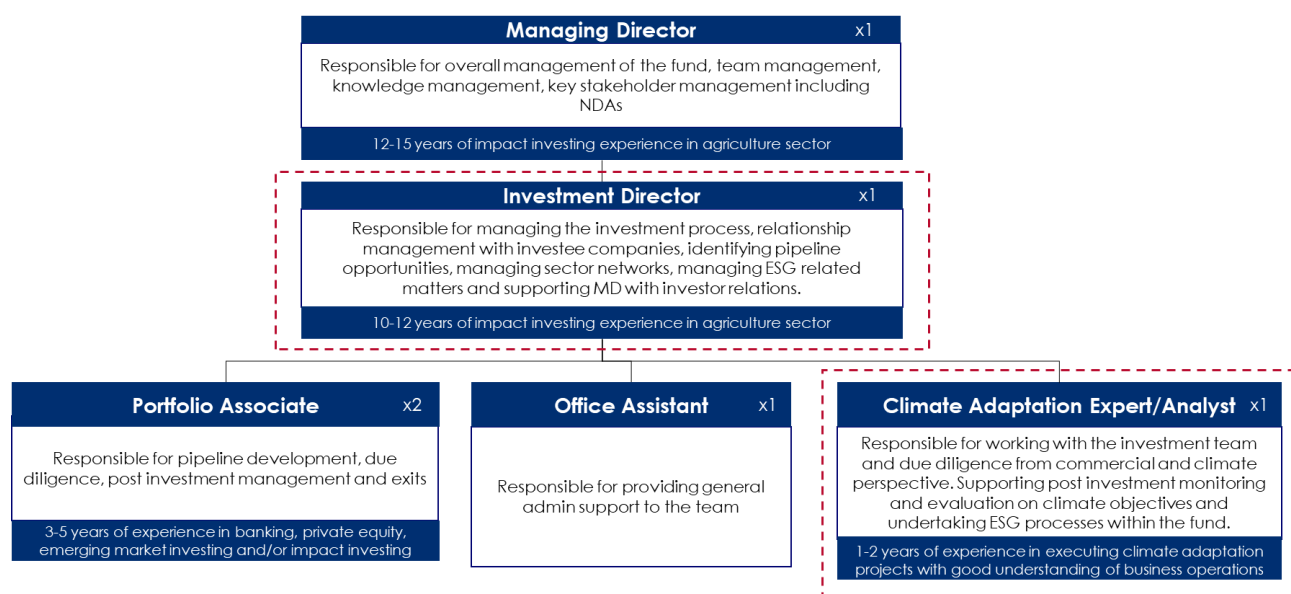 Managing Director x1
Responsible for overall management of the fund, team management,
knowledge management, key stakeholder management including
NDAs
12-15 years of impact investing experience in agriculture sector
Investment Director x1
Responsible for managing the investment process, relationship
management with investee companies, identifying pipeline
opportunities, managing sector networks, managing ESG related
matters and supporting MD with investor relations.
10-12 years of impact investing experience in agriculture sector
Portfolio Associate x2
Responsible for pipeline development, due
diligence, post investment management and exits
3-5 years of experience in banking, private equity,
emerging market investing and/or impact investing
Office Assistant x1
Responsible for providing general
admin support to the team
Climate Adaptation Expert/Analyst x1
Responsible for working with the investment team
and due diligence from commercial and climate
perspective. Supporting post investment monitoring
and evaluation on climate objectives and
undertaking ESG processes within the fund.
1-2 years of experience in executing climate adaptation
projects with good understanding of business operations